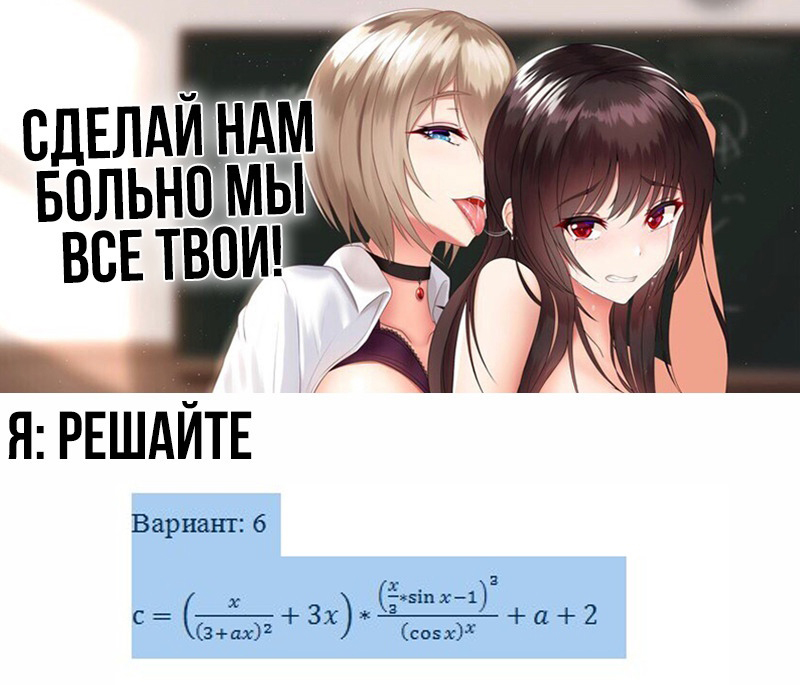 СДЕЛАЙ НАМ
БОЛЬНО МЫ
ВСЕ ТВОИ!
Я: РЕШАЙТЕ
Вариант: 6
c = (x/((3+ax)²) + 3x) * ((x/3*sin x−1)³)/((cos x)ˣ) + a + 2